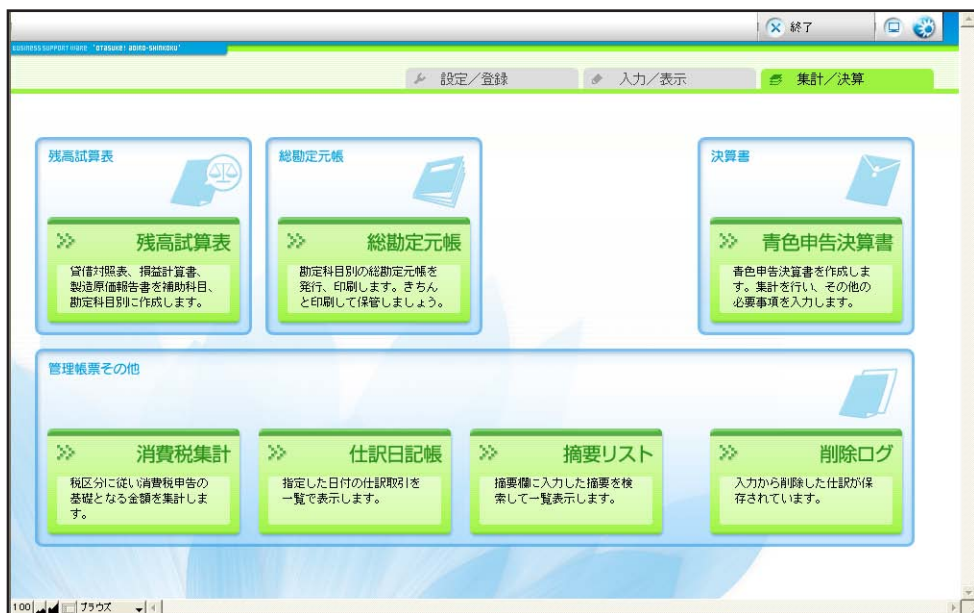 終了
BUSINESS SUPPORT WARE "OTASUKE! AOIRO-SHINKOKU"
設定／登録
入力／表示
集計／決算
残高試算表
総勘定元帳
決算書
残高試算表
貸借対照表、損益計算書、
製造原価報告書を補助科目、
勘定科目別に作成します。
総勘定元帳
勘定科目別の総勘定元帳を
発行、印刷します。きちん
と印刷して保管しましょう。
青色申告決算書
青色申告決算書を作成しま
す。集計を行い、その他の
必要事項を入力します。
管理帳票その他
消費税集計
税区分に従い消費税申告の
基礎となる金額を集計しま
す。
仕訳日記帳
指定した日付の仕訳取引を
一覧で表示します。
摘要リスト
摘要欄に入力した摘要を検
索して一覧表示します。
削除ログ
入力から削除した仕訳が保
存されています。
100
ブラウズ